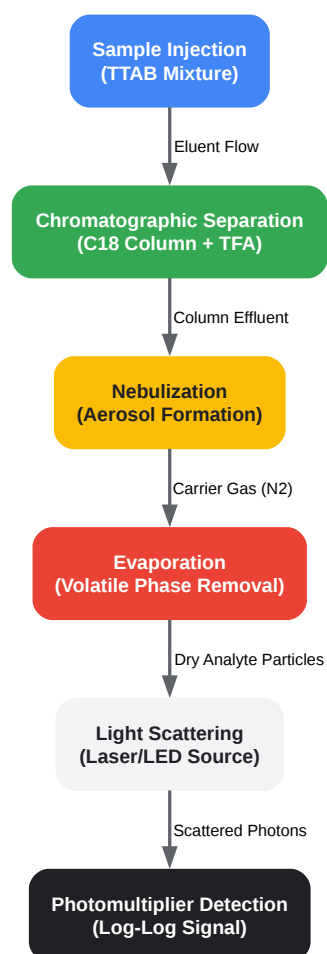 Sample Injection
(TTAB Mixture)
Eluent Flow
Chromatographic Separation
(C18 Column + TFA)
Column Effluent
Nebulization
(Aerosol Formation)
Carrier Gas (N2)
Evaporation
(Volatile Phase Removal)
Dry Analyte Particles
Light Scattering
(Laser/LED Source)
Scattered Photons
Photomultiplier Detection
(Log-Log Signal)